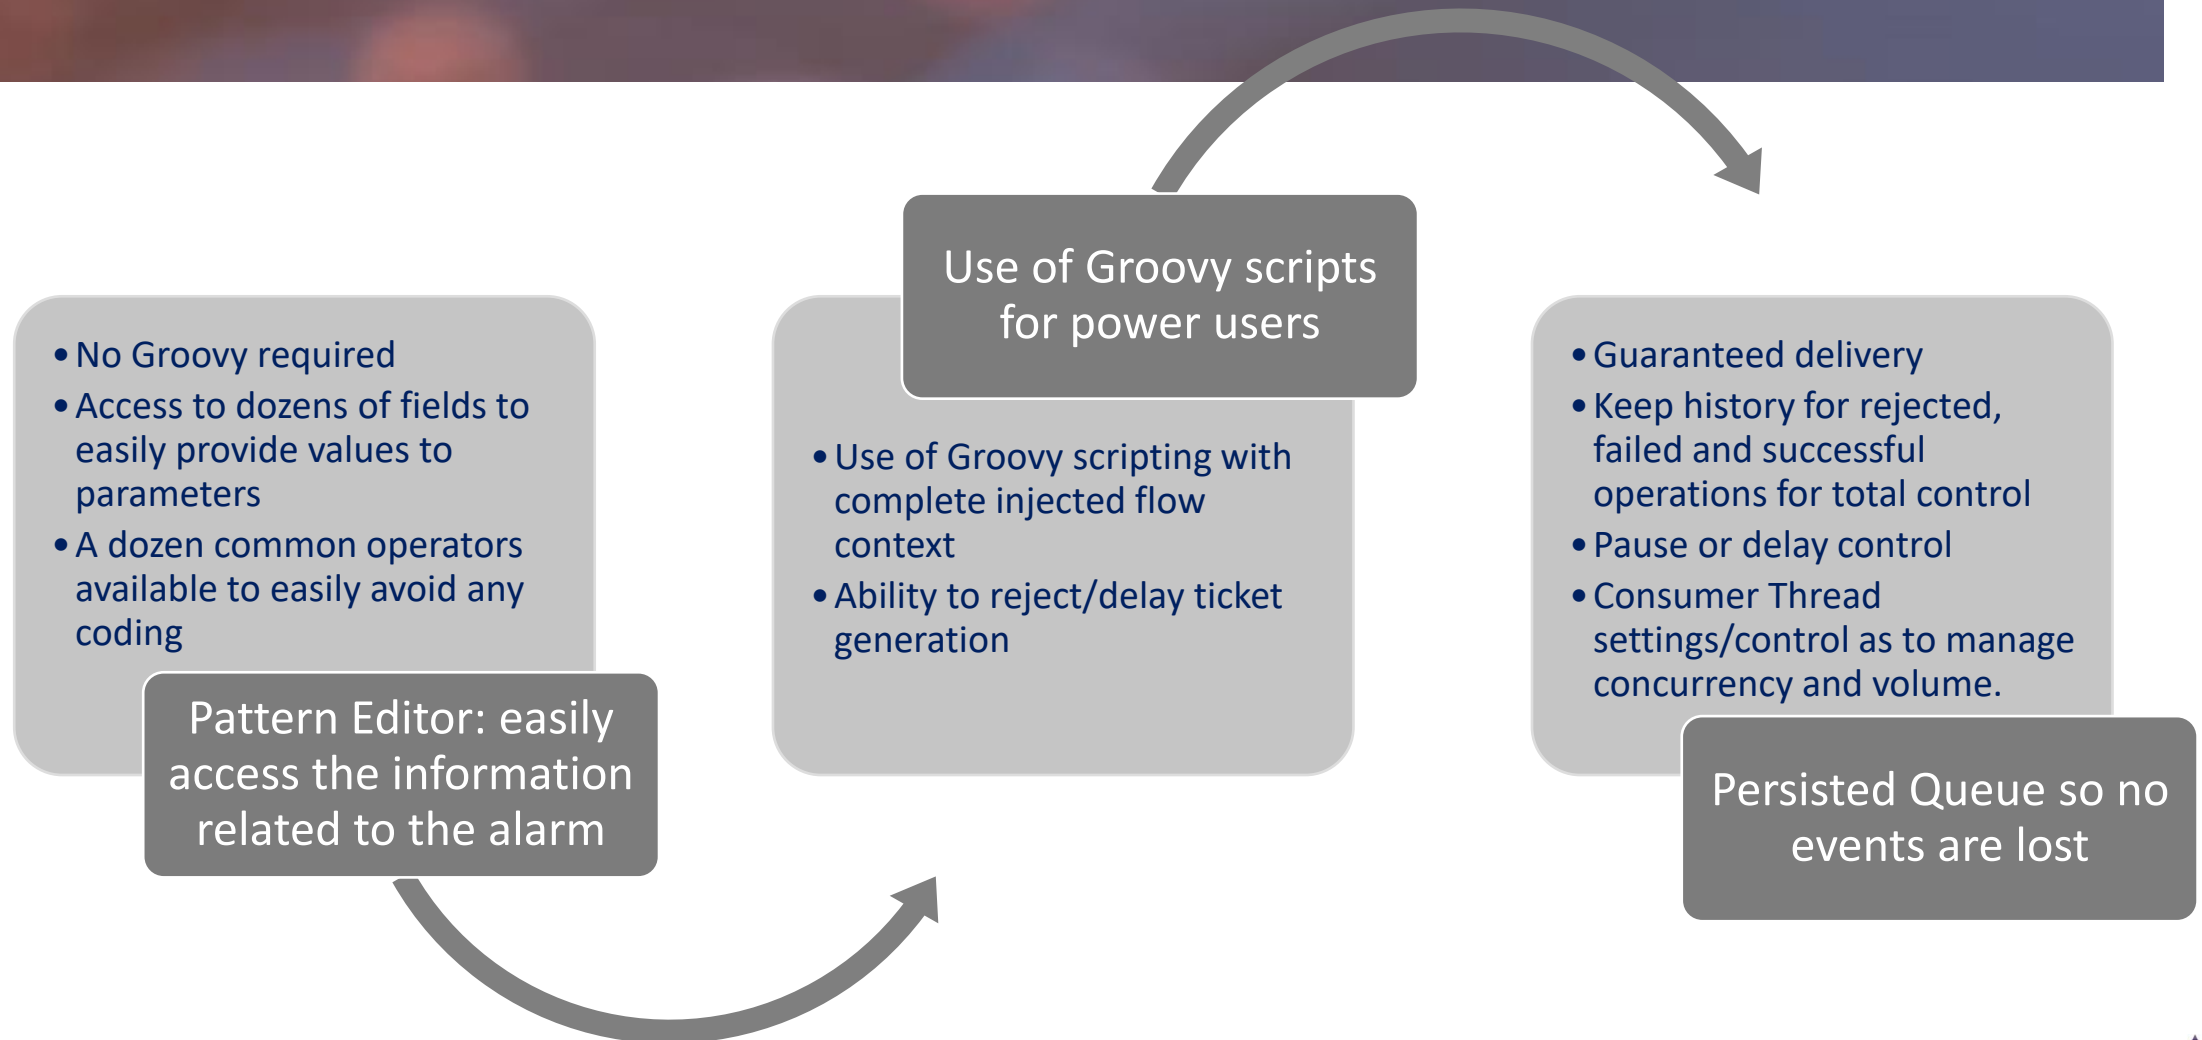 • No Groovy required
• Access to dozens of fields to
easily provide values to
parameters
• A dozen common operators
available to easily avoid any
coding
Pattern Editor: easily
access the information
related to the alarm
Use of Groovy scripts
for power users
• Use of Groovy scripting with
complete injected flow
context
• Ability to reject/delay ticket
generation
• Guaranteed delivery
• Keep history for rejected,
failed and successful
operations for total control
• Pause or delay control
• Consumer Thread
settings/control as to manage
concurrency and volume.
Persisted Queue so no
events are lost